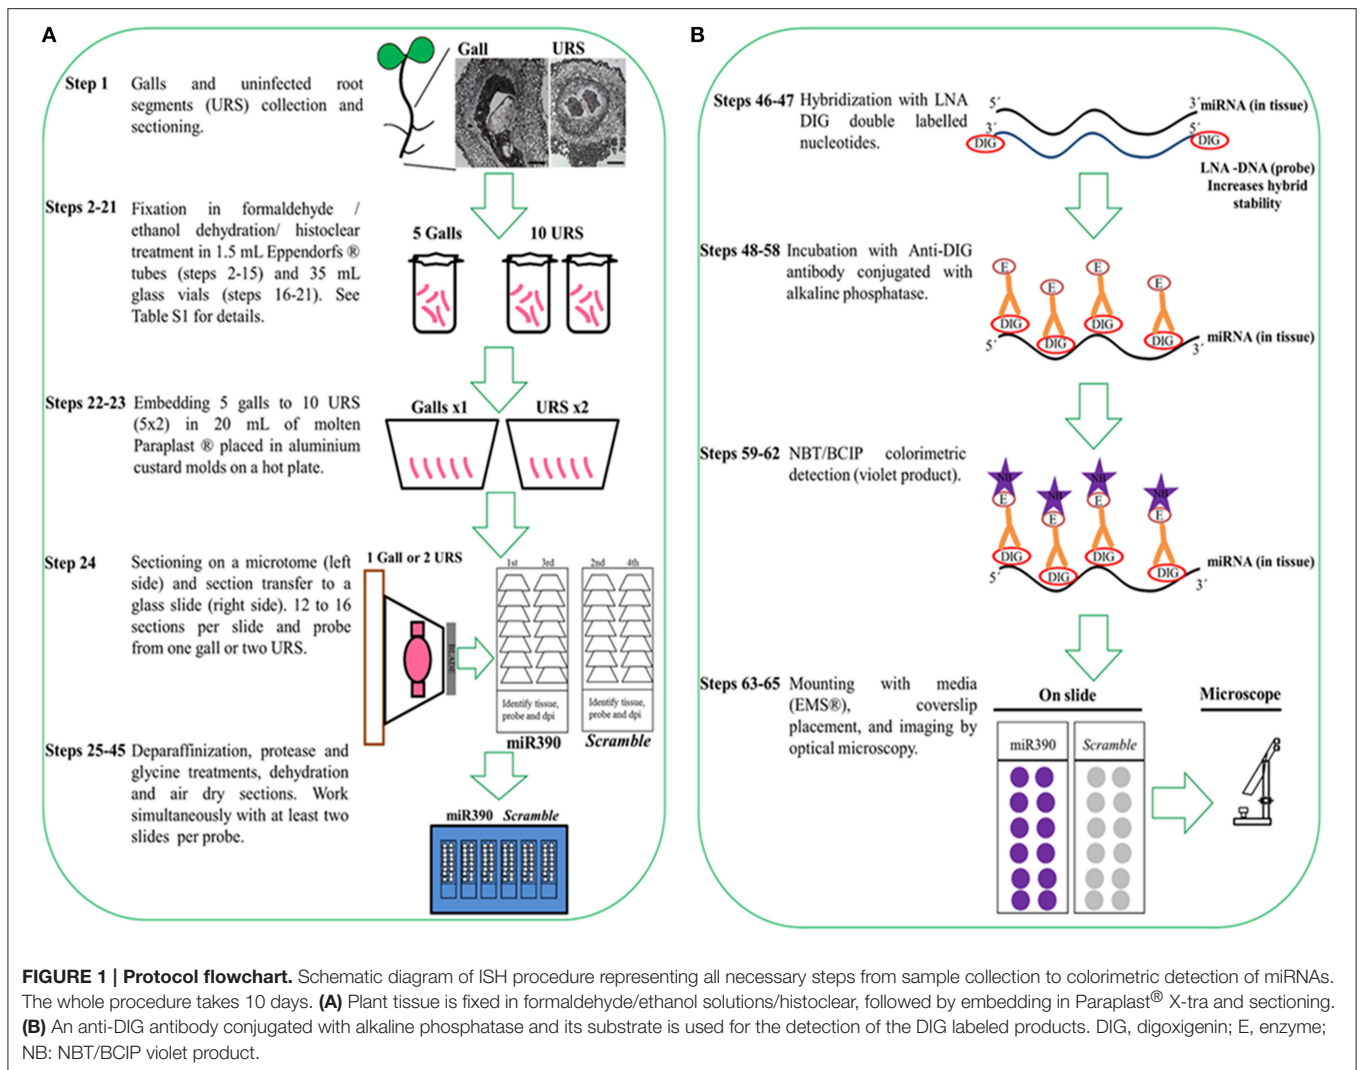 A
Gall URS
Step 1 Galls and uninfected root
segments (URS) collection and
sectioning.
Steps 2-21 Fixation in formaldehyde /
ethanol dehydration/ histoclear
treatment in 1.5 mL Eppendorfs ®
tubes (steps 2-15) and 35 mL
glass vials (steps 16-21). See
Table S1 for details.
5 Galls 10 URS
Steps 22-23 Embedding 5 galls to 10 URS
(5x2) in 20 mL of molten
Paraplast ® placed in aluminium
custard molds on a hot plate.
Galls x1 URS x2
Step 24 Sectioning on a microtome (left
side) and section transfer to a
glass slide (right side). 12 to 16
sections per slide and probe
from one gall or two URS.
1 Gall or 2 URS
BLADE
1st 3rd 2nd 4th
Identify tissue, Identify tissue,
probe and dpi probe and dpi
miR390 Scramble
Steps 25-45 Deparaffinization, protease and
glycine treatments, dehydration
and air dry sections. Work
simultaneously with at least two
slides per probe.
miR390 Scramble
B
Steps 46-47 Hybridization with LNA
DIG double labelled
nucleotides.
5´ 3´ miRNA (in tissue)
3´ 5´
DIG DIG
LNA -DNA (probe)
Increases hybrid
stability
Steps 48-58 Incubation with Anti-DIG
antibody conjugated with
alkaline phosphatase.
E E E E
DIG DIG DIG DIG
5´ 3´ miRNA (in tissue)
Steps 59-62 NBT/BCIP colorimetric
detection (violet product).
NB NB NB NB
E E E E
DIG DIG DIG DIG
5´ 3´ miRNA (in tissue)
Steps 63-65 Mounting with media
(EMS®), coverslip
placement, and imaging by
optical microscopy.
On slide Microscope
miR390 Scramble
FIGURE 1 | Protocol flowchart. Schematic diagram of ISH procedure representing all necessary steps from sample collection to colorimetric detection of miRNAs.
The whole procedure takes 10 days. (A) Plant tissue is fixed in formaldehyde/ethanol solutions/histoclear, followed by embedding in Paraplast® X-tra and sectioning.
(B) An anti-DIG antibody conjugated with alkaline phosphatase and its substrate is used for the detection of the DIG labeled products. DIG, digoxigenin; E, enzyme;
NB: NBT/BCIP violet product.